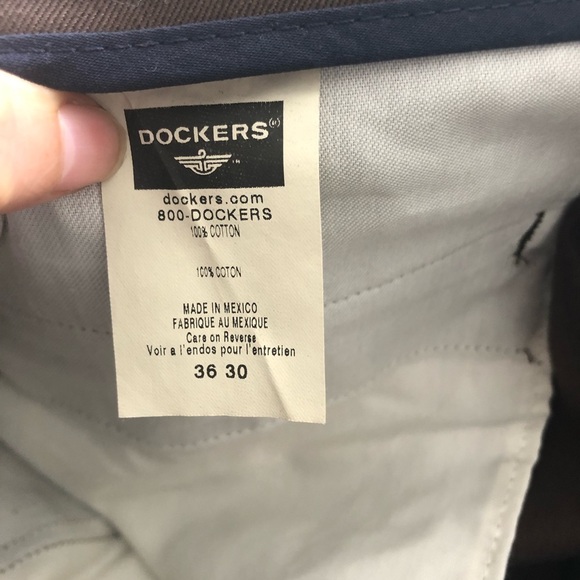 DOCKERS®
™
dockers.com
800-DOCKERS
100% COTTON
100% COTON
MADE IN MEXICO
FABRIQUE AU MEXIQUE
Care on Reverse
Voir a l'endos pour l'entretien
36 30